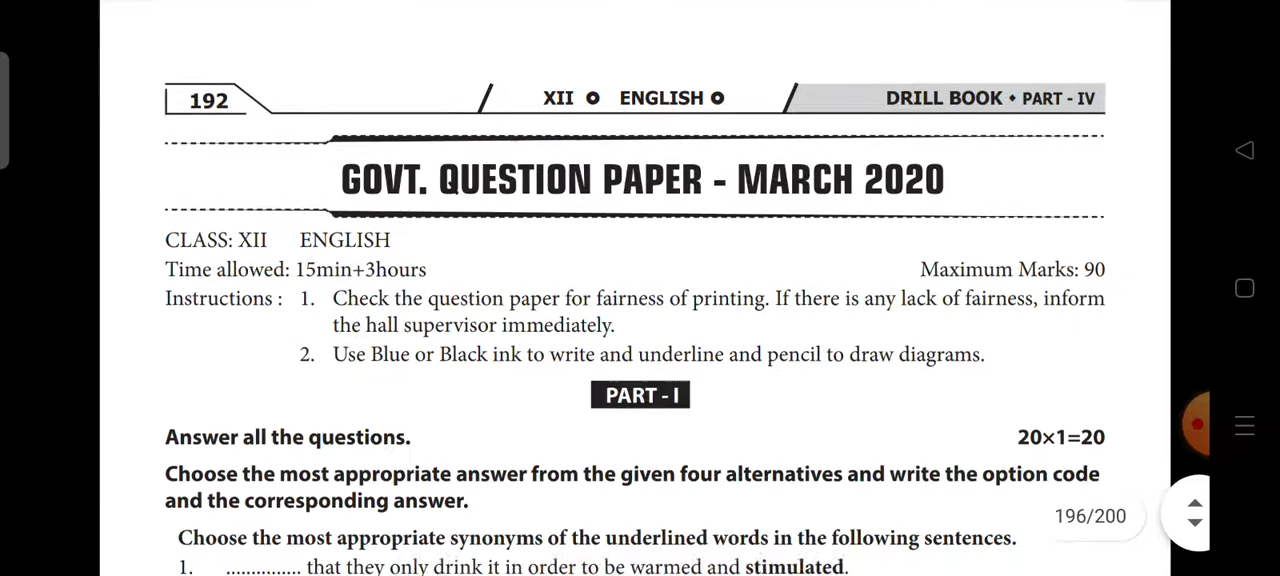 192 XII ENGLISH DRILL BOOK • PART - IV
GOVT. QUESTION PAPER - MARCH 2020
CLASS: XII ENGLISH
Time allowed: 15min+3hours Maximum Marks: 90
Instructions : 1. Check the question paper for fairness of printing. If there is any lack of fairness, inform
the hall supervisor immediately.
2. Use Blue or Black ink to write and underline and pencil to draw diagrams.
PART - I
Answer all the questions. 20×1=20
Choose the most appropriate answer from the given four alternatives and write the option code
and the corresponding answer.
196/200
Choose the most appropriate synonyms of the underlined words in the following sentences.
1. .............. that they only drink it in order to be warmed and stimulated.